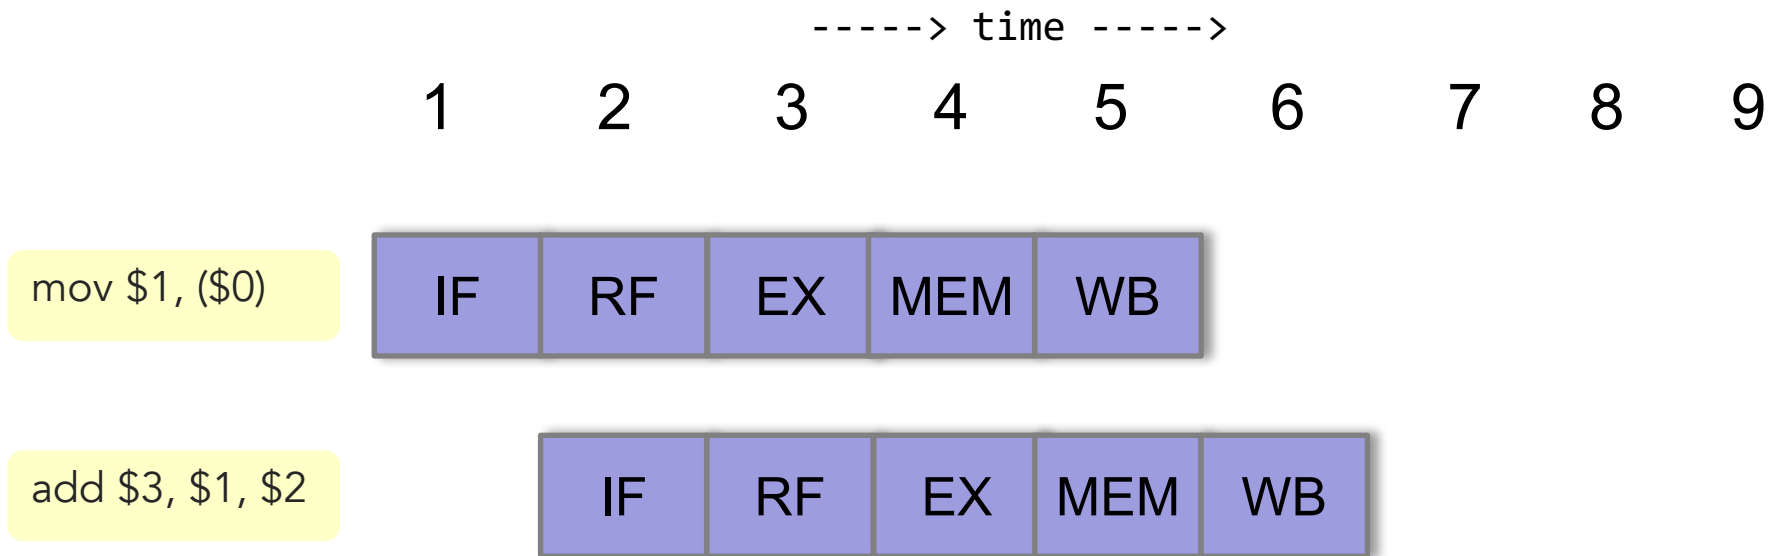 -----> time ----->
1 2 3 4 5 6 7 8 9
mov $1, ($0) IF RF EX MEM WB
add $3, $1, $2 IF RF EX MEM WB